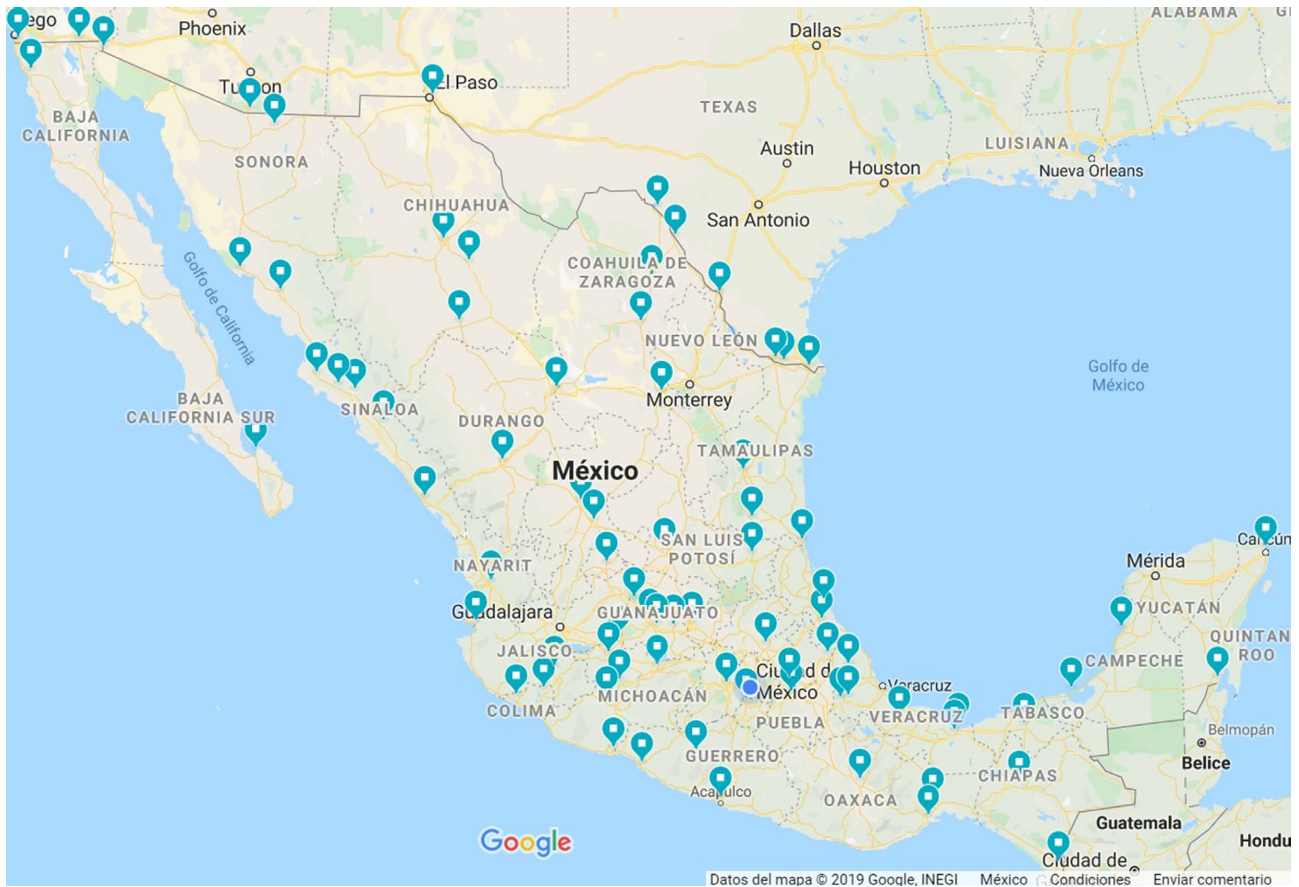 ego
Phoenix
Dallas
ALABAMA
Tu on
El Paso
TEXAS
BAJA
CALIFORNIA
SONORA
Austin
LUISIANA
Houston
Nueva Orleans
CHIHUAHUA
San Antonio
Golfo de California
COAHUILA DE
ZARAGOZA
NUEVO LEÓN
Golfo de
México
Monterrey
BAJA
CALIFORNIA SUR
SINALOA
DURANGO
TAMAULIPAS
México
SAN LUIS
POTOSÍ
Cancún
Mérida
NAYARIT
Guadalajara
GUANAJUATO
YUCATÁN
QUINTAN
ROO
JALISCO
CAMPECHE
Ciudad d
México
MICHOACÁN
Veracruz
COLIMA
PUEBLA
VERACRUZ
TABASCO
Belmopán
Belice
GUERRERO
CHIAPAS
Acapulco
OAXACA
Guatemala
Hondu
Google
Ciudad de
Datos del mapa © 2019 Google, INEGI México Condiciones Enviar comentario